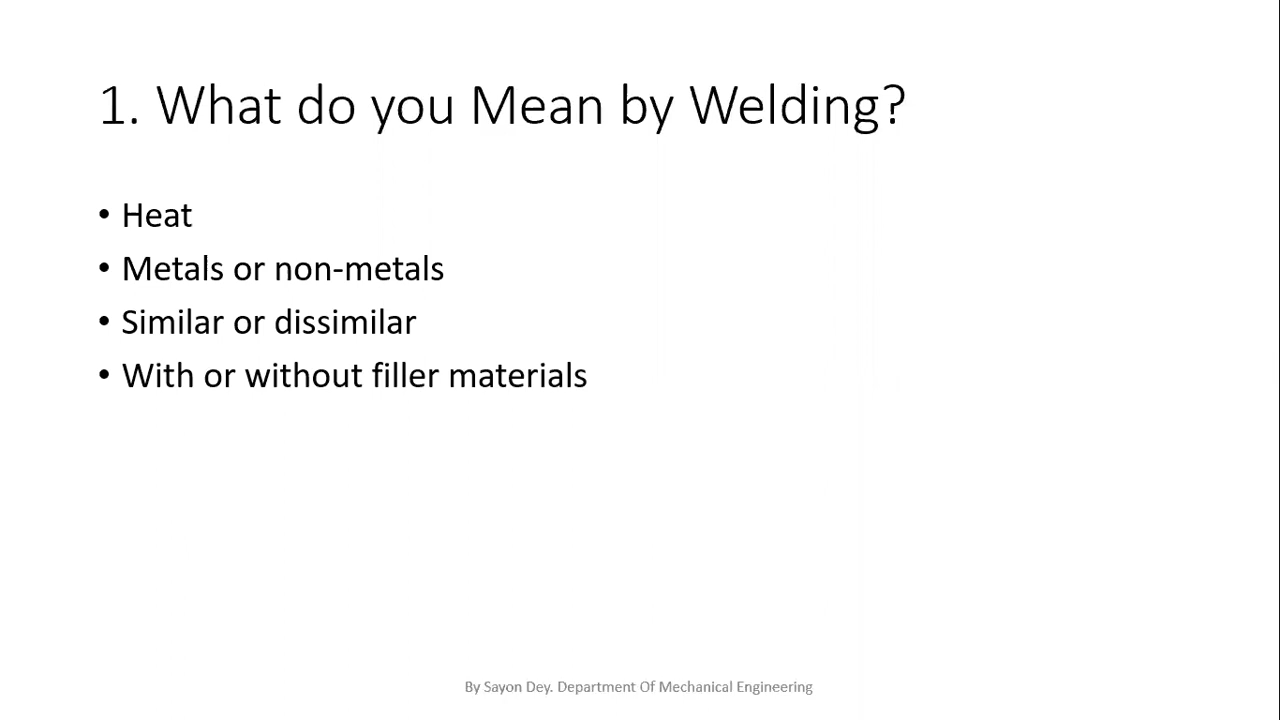 1. What do you Mean by Welding?
• Heat
• Metals or non-metals
• Similar or dissimilar
• With or without filler materials
By Sayon Dey. Department Of Mechanical Engineering